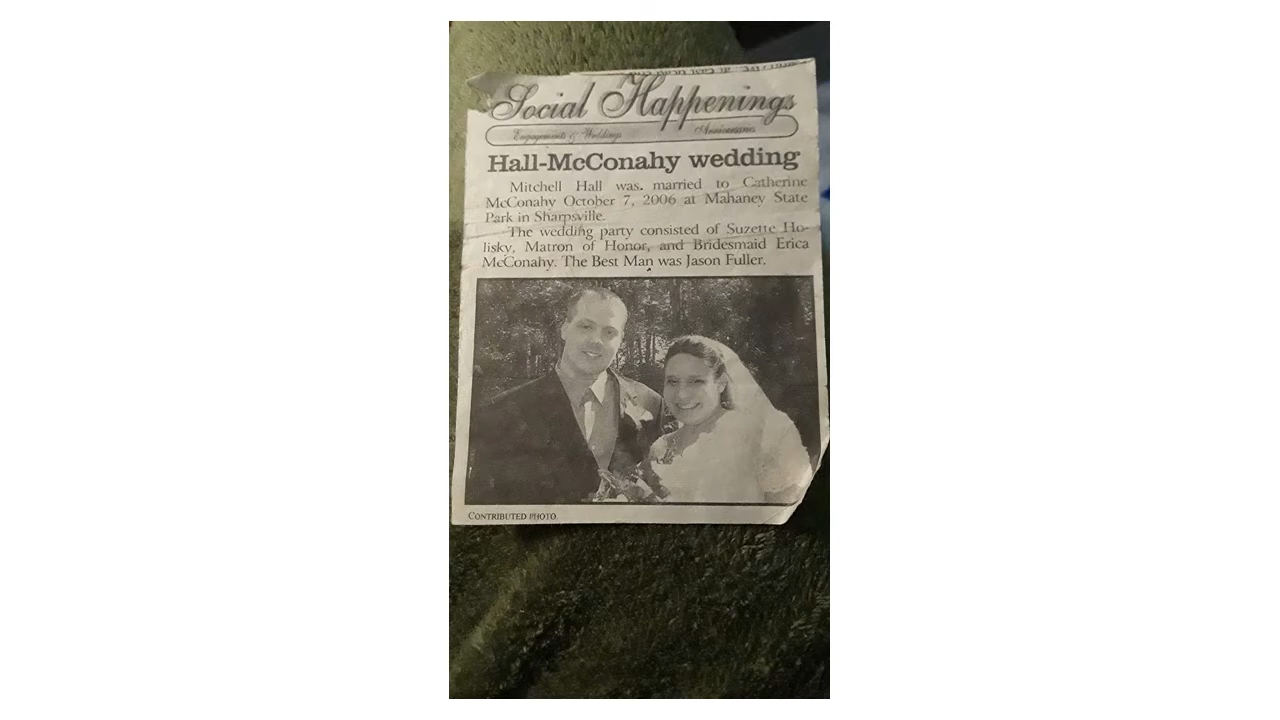 Social Happenings
Engagements & Weddings Anniversaries
Hall-McConahy wedding
Mitchell Hall was. married to Catherine
McConahy October 7, 2006 at Mahaney State
Park in Sharpsville.
The wedding party consisted of Suzette Ho-
lisky, Matron of Honor, and Bridesmaid Erica
McConahy. The Best Man was Jason Fuller.
CONTRIBUTED PHOTO.